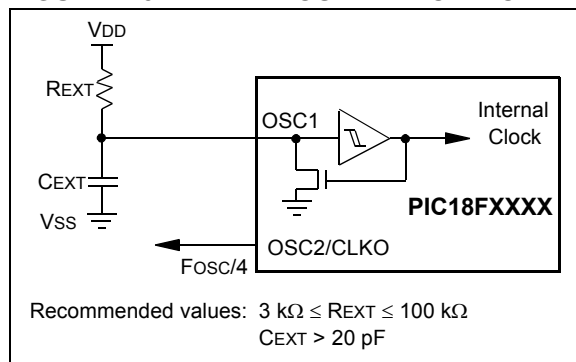 VDD
REXT
OSC1
Internal
Clock
CEXT
PIC18FXXXX
VSS
OSC2/CLKO
FOSC/4
Recommended values: 3 kΩ ≤ REXT ≤ 100 kΩ
CEXT > 20 pF